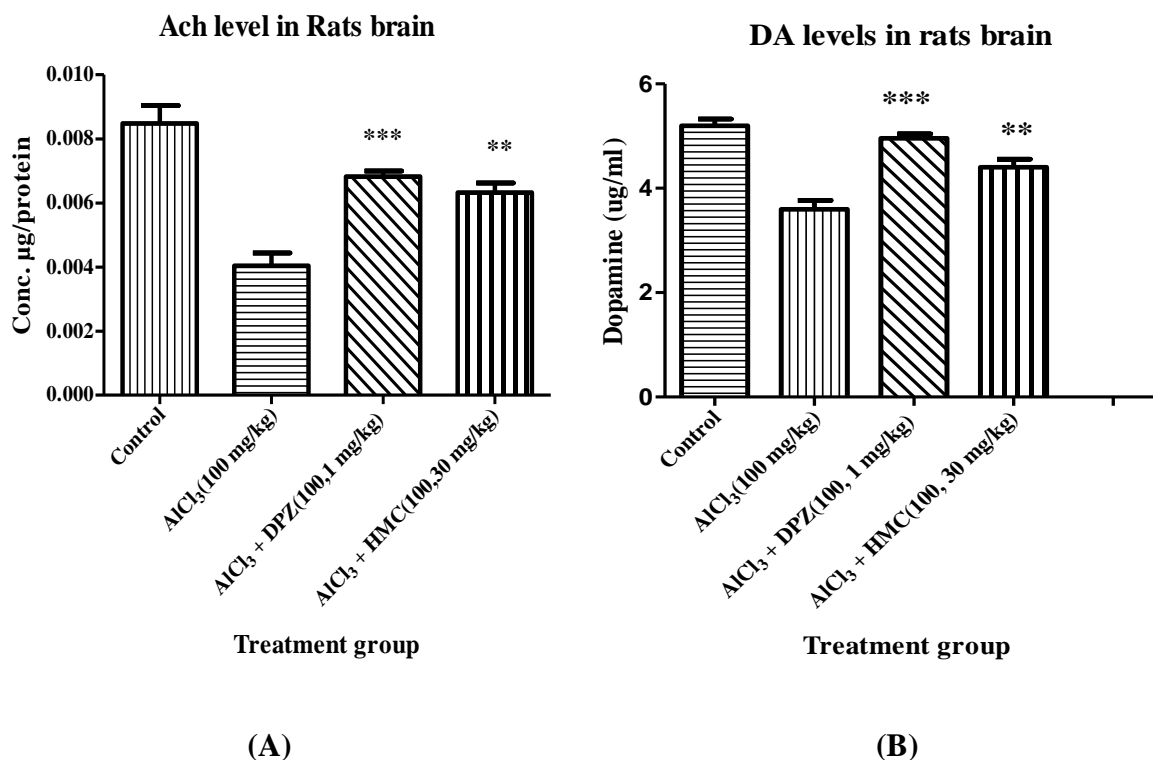 Ach level in Rats brain
0.010
0.008
0.006
0.004
0.002
0.000
Conc. µg/protein
***
**
Control
AlCl₃(100 mg/kg)
AlCl₃ + DPZ(100,1 mg/kg)
AlCl₃ + HMC(100,30 mg/kg)
Treatment group
(A)
DA levels in rats brain
6
4
2
0
Dopamine (ug/ml)
***
**
Control
AlCl₃(100 mg/kg)
AlCl₃ + DPZ(100, 1 mg/kg)
AlCl₃ + HMC(100, 30 mg/kg)
Treatment group
(B)